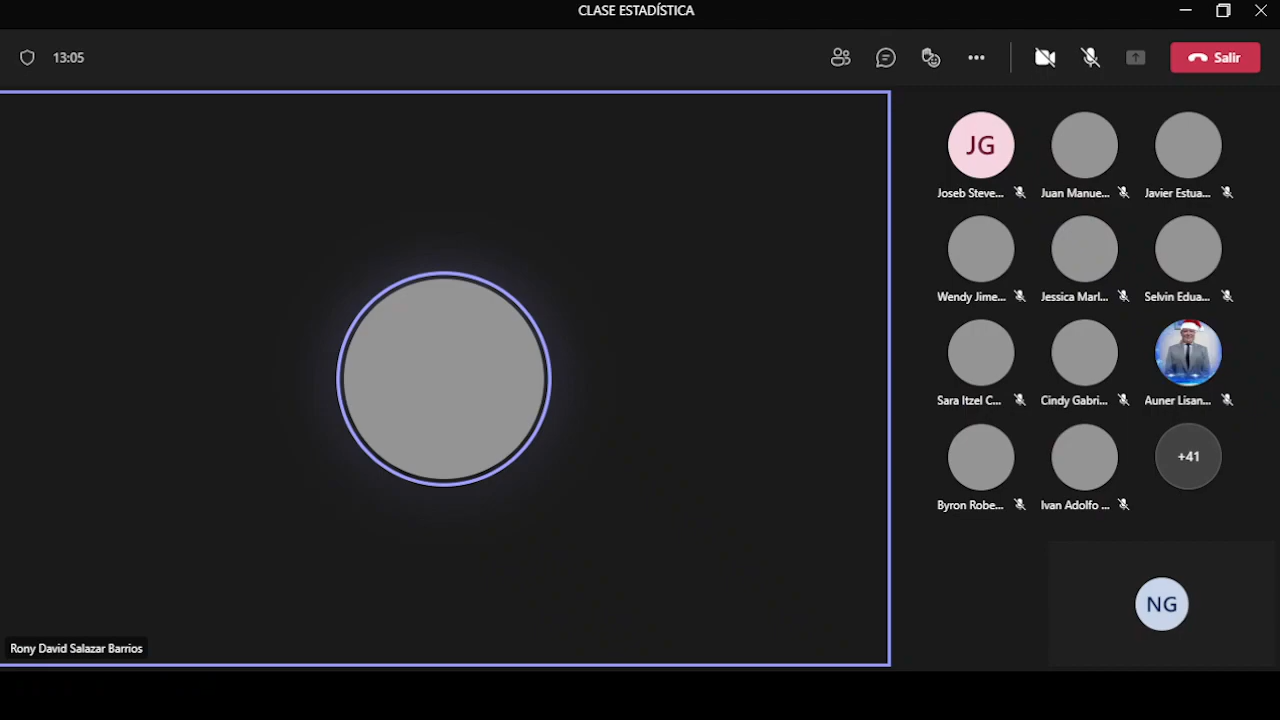 CLASE ESTADÍSTICA
13:05
Salir
JG
Joseb Steve...
Juan Manue...
Javier Estua...
Wendy Jime...
Jessica Marl...
Selvin Edua...
Sara Itzel C...
Cindy Gabri...
Auner Lisan...
+41
Byron Robe...
Ivan Adolfo ...
NG
Rony David Salazar Barrios